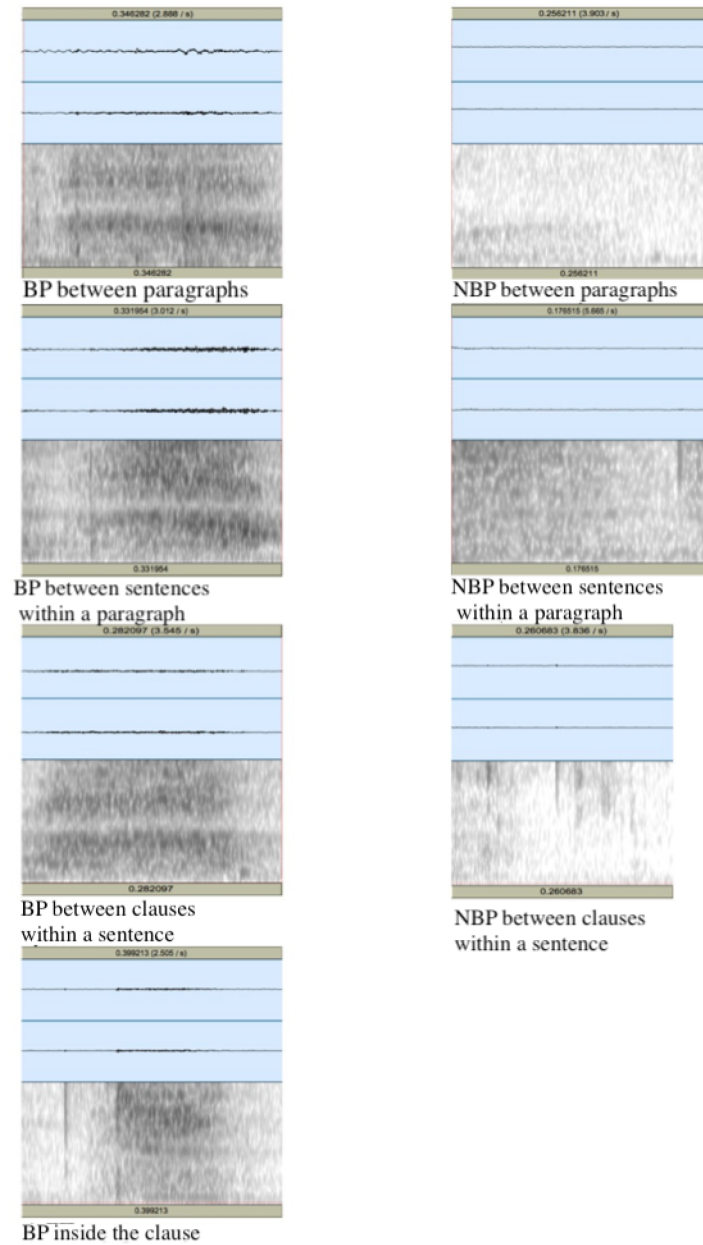 0.346282 (2.888 / s)
0.346282
BP between paragraphs
0.256211 (3.903 / s)
0.256211
NBP between paragraphs
0.331954 (3.012 / s)
0.331954
BP between sentences
within a paragraph
0.176515 (5.665 / s)
0.176515
NBP between sentences
within a paragraph
0.282097 (3.545 / s)
0.282097
BP between clauses
within a sentence
0.260683 (3.836 / s)
0.260683
NBP between clauses
within a sentence
0.399213 (2.505 / s)
0.399213
BP inside the clause